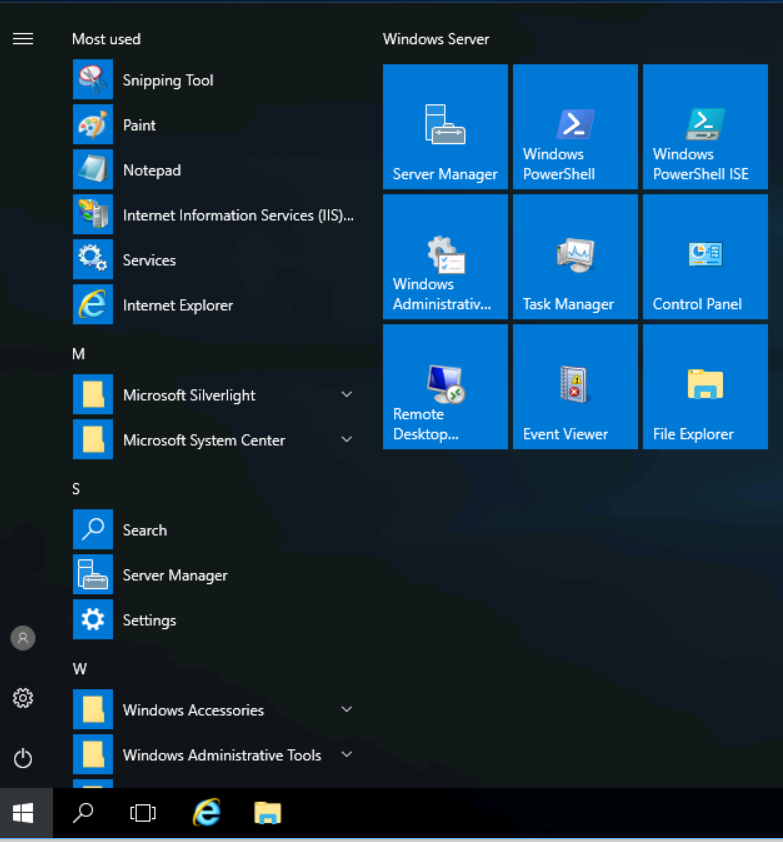 Most used
Snipping Tool
Paint
Notepad
Internet Information Services (IIS)...
Services
Internet Explorer
M
Microsoft Silverlight
Microsoft System Center
S
Search
Server Manager
Settings
W
Windows Accessories
Windows Administrative Tools
Windows Server
Server Manager
Windows
PowerShell
Windows
PowerShell ISE
Windows
Administrativ...
Task Manager
Control Panel
Remote
Desktop...
Event Viewer
File Explorer